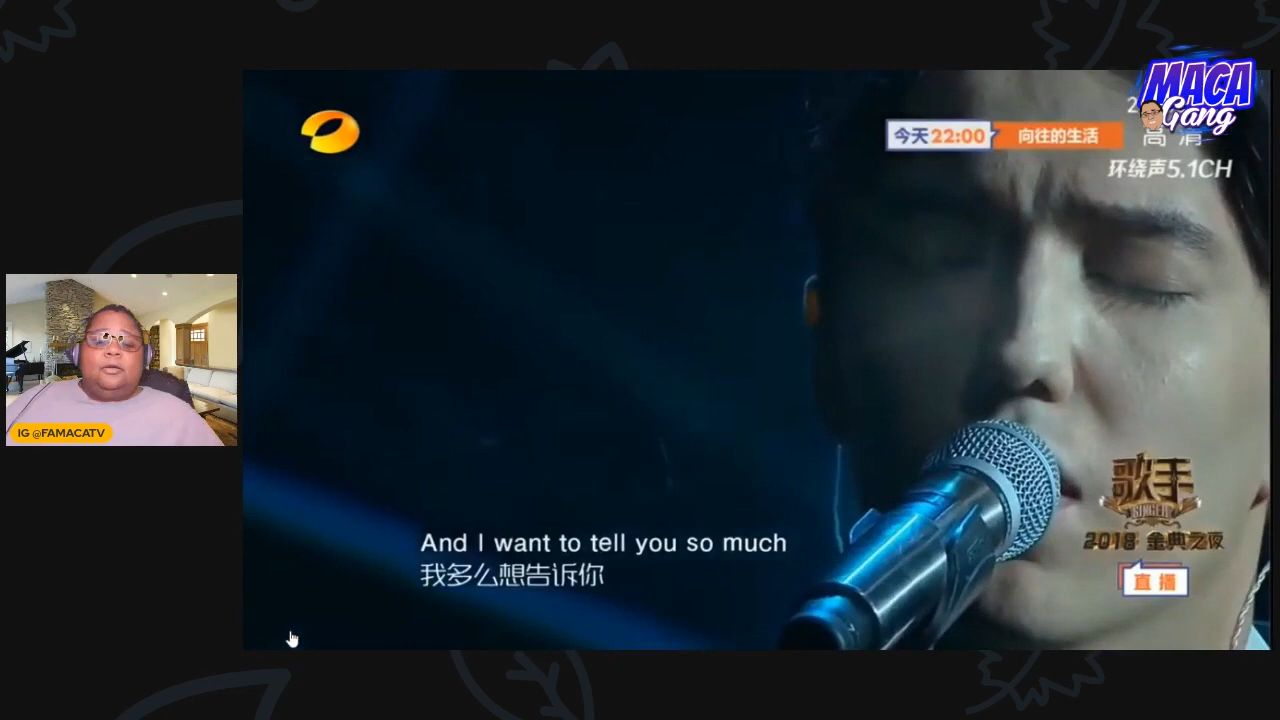 MACA
Gang
今天22:00 向往的生活
高清
环绕声5.1CH
IG @FAMACATV
歌手
SINGER
2018 金典之夜
直播
And I want to tell you so much
我多么想告诉你